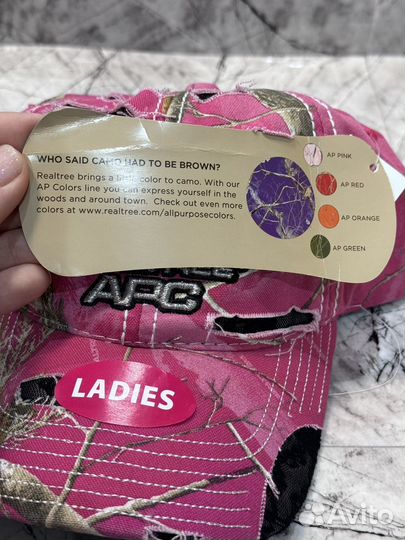 WHO SAID CAMO HAD TO BE BROWN?
Realtree brings a little color to camo. With our
AP Colors line you can express yourself in the
woods and around town. Check out even more
colors at www.realtree.com/allpurposecolors.
AP PINK
AP RED
AP ORANGE
AP GREEN
APG
LADIES
Avito